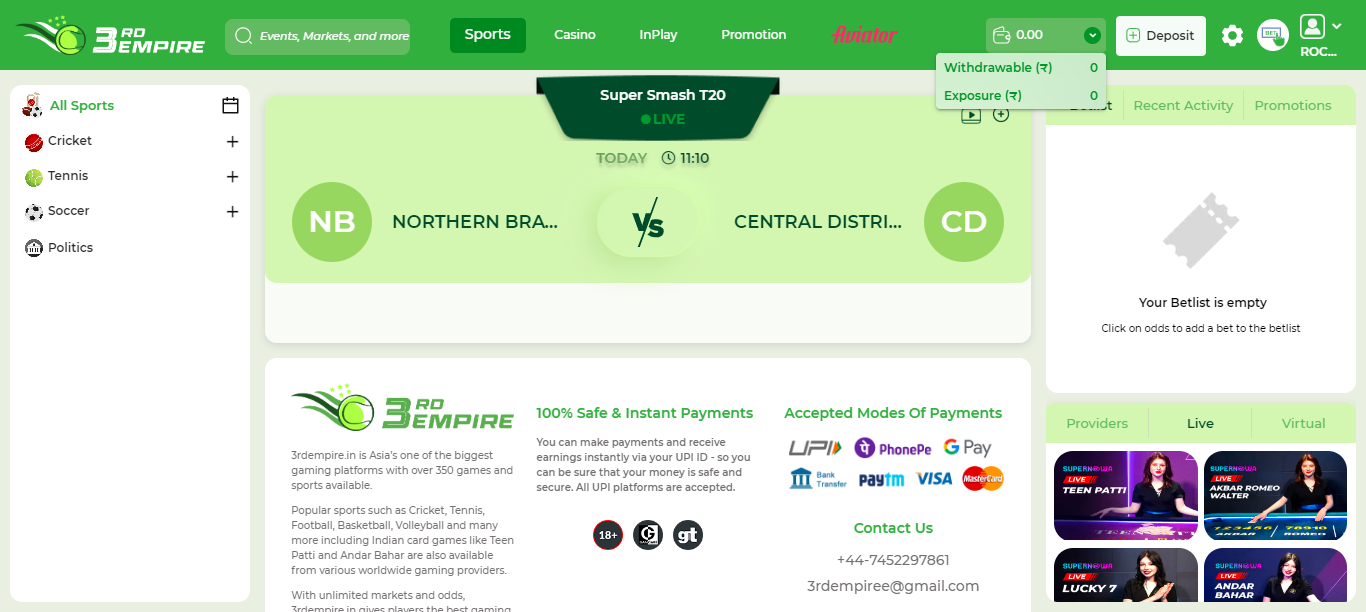 3RD EMPIRE
Events, Markets, and more
Sports
Casino
InPlay
Promotion
Aviator
0.00
Deposit
BET
ROC...
Withdrawable (₹) 0
Exposure (₹) 0
All Sports
Cricket
Tennis
Soccer
Politics
Super Smash T20
LIVE
TODAY 11:10
NB
NORTHERN BRA...
VS
CENTRAL DISTRI...
CD
Betlist
Recent Activity
Promotions
Your Betlist is empty
Click on odds to add a bet to the betlist
3RD EMPIRE
3rdempire.in is Asia's one of the biggest
gaming platforms with over 350 games and
sports available.
Popular sports such as Cricket, Tennis,
Football, Basketball, Volleyball and many
more including Indian card games like Teen
Patti and Andar Bahar are also available
from various worldwide gaming providers.
With unlimited markets and odds,
3rdempire.in gives players the best gaming
100% Safe & Instant Payments
You can make payments and receive
earnings instantly via your UPI ID - so you
can be sure that your money is safe and
secure. All UPI platforms are accepted.
18+
G
gt
Accepted Modes Of Payments
UPI
PhonePe
G Pay
Bank
Transfer
paytm
VISA
MasterCard
Contact Us
+44-7452297861
3rdempiree@gmail.com
Providers
Live
Virtual
SUPERNOWA
LIVE
TEEN PATTI
SUPERNOWA
LIVE
AKBAR ROMEO
WALTER
SUPERNOWA
LIVE
LUCKY 7
SUPERNOWA
LIVE
ANDAR
BAHAR